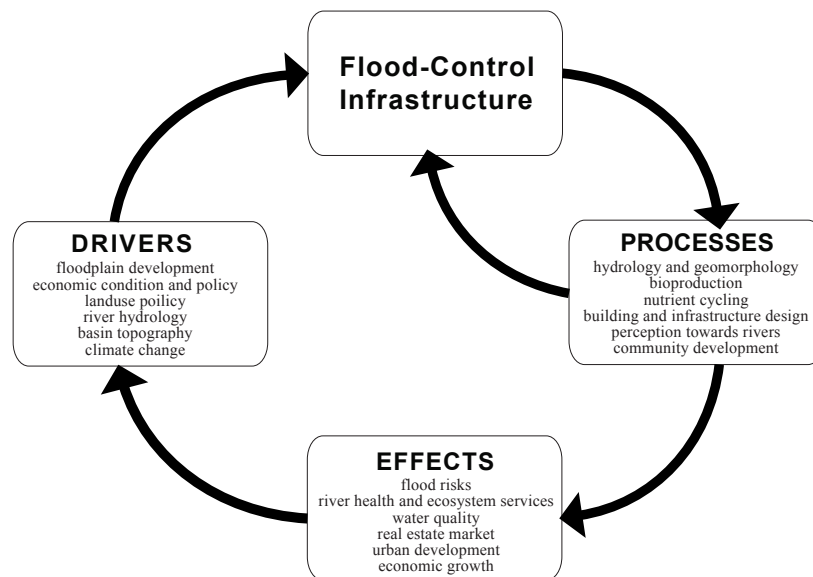 Flood-Control
Infrastructure
DRIVERS
floodplain development
economic condition and policy
landuse poilicy
river hydrology
basin topography
climate change
PROCESSES
hydrology and geomorphology
bioproduction
nutrient cycling
building and infrastructure design
perception towards rivers
community development
EFFECTS
flood risks
river health and ecosystem services
water quality
real estate market
urban development
economic growth